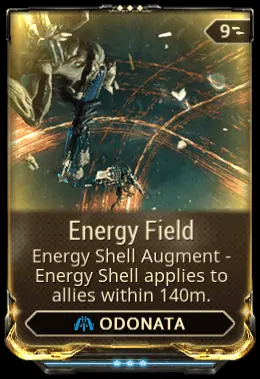 9
Energy Field
Energy Shell Augment -
Energy Shell applies to
allies within 140m.
ODONATA